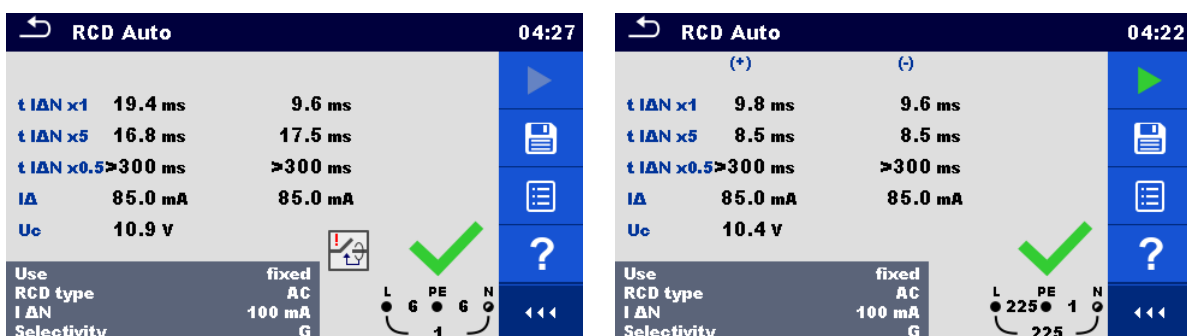 RCD Auto 04:27
t IΔN x1 19.4 ms 9.6 ms
t IΔN x5 16.8 ms 17.5 ms
t IΔN x0.5 >300 ms >300 ms
IΔ 85.0 mA 85.0 mA
Uc 10.9 V
Use fixed
RCD type AC
I ΔN 100 mA
Selectivity G
L PE N
6 6
1
?
RCD Auto 04:22
(+) (-)
t IΔN x1 9.8 ms 9.6 ms
t IΔN x5 8.5 ms 8.5 ms
t IΔN x0.5 >300 ms >300 ms
IΔ 85.0 mA 85.0 mA
Uc 10.4 V
Use fixed
RCD type AC
I ΔN 100 mA
Selectivity G
L PE N
225 1
225
?